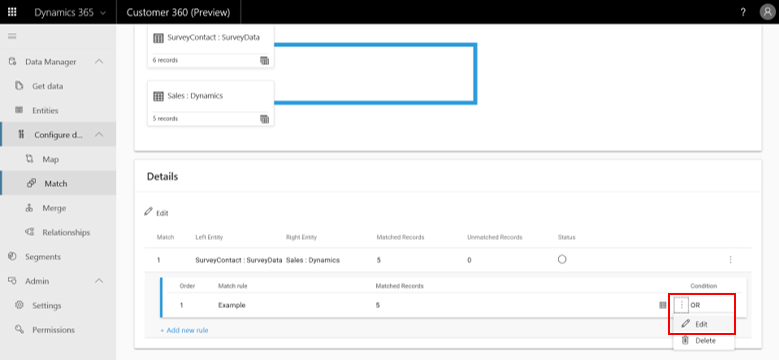 Dynamics 365 Customer 360 (Preview) ?
SurveyContact : SurveyData
6 records
Sales : Dynamics
5 records
Data Manager
Get data
Entities
Configure d...
Map
Match
Merge
Relationships
Segments
Admin
Settings
Permissions
Details
Edit
Match Left Entity Right Entity Matched Records Unmatched Records Status
1 SurveyContact : SurveyData Sales : Dynamics 5 0
Order Match rule Matched Records Condition
1 Example 5 OR
+ Add new rule
Edit
Delete